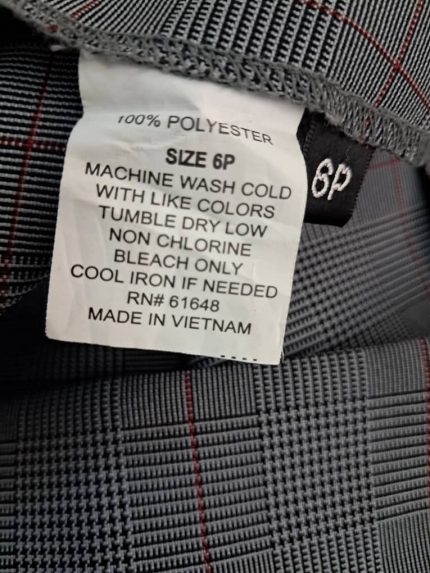 100% POLYESTER
SIZE 6P
MACHINE WASH COLD
WITH LIKE COLORS
TUMBLE DRY LOW
NON CHLORINE
BLEACH ONLY
COOL IRON IF NEEDED
RN# 61648
MADE IN VIETNAM
6P